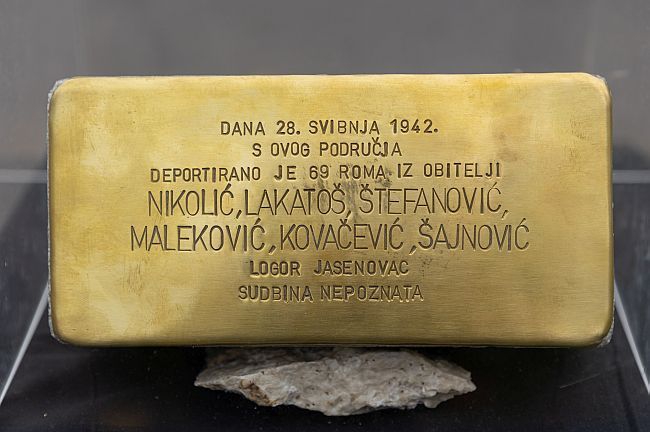 DANA 28. SVIBNJA 1942.
S OVOG PODRUČJA
DEPORTIRANO JE 69 ROMA IZ OBITELJI
NIKOLIĆ, LAKATOŠ, ŠTEFANOVIĆ,
MALEKOVIĆ, KOVAČEVIĆ, ŠAJNOVIĆ
LOGOR JASENOVAC
SUDBINA NEPOZNATA